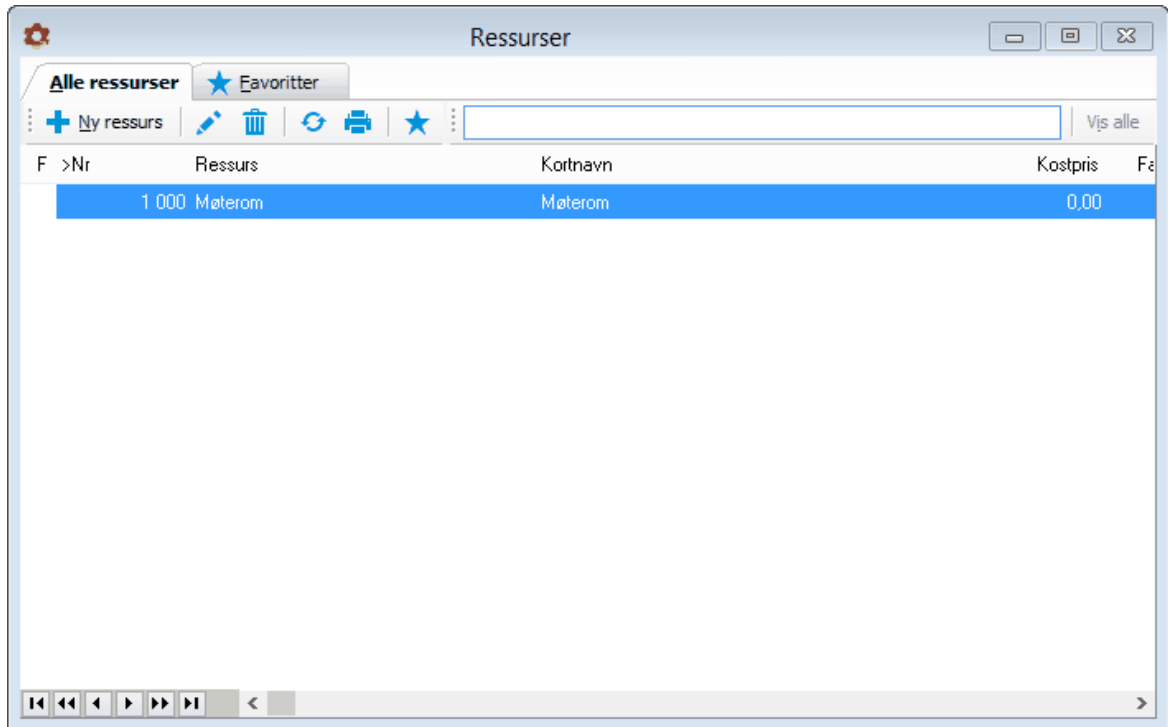 Ressurser
Alle ressurser Favoritter
Ny ressurs Vis alle
F >Nr Ressurs Kortnavn Kostpris
1 000 Møterom Møterom 0,00